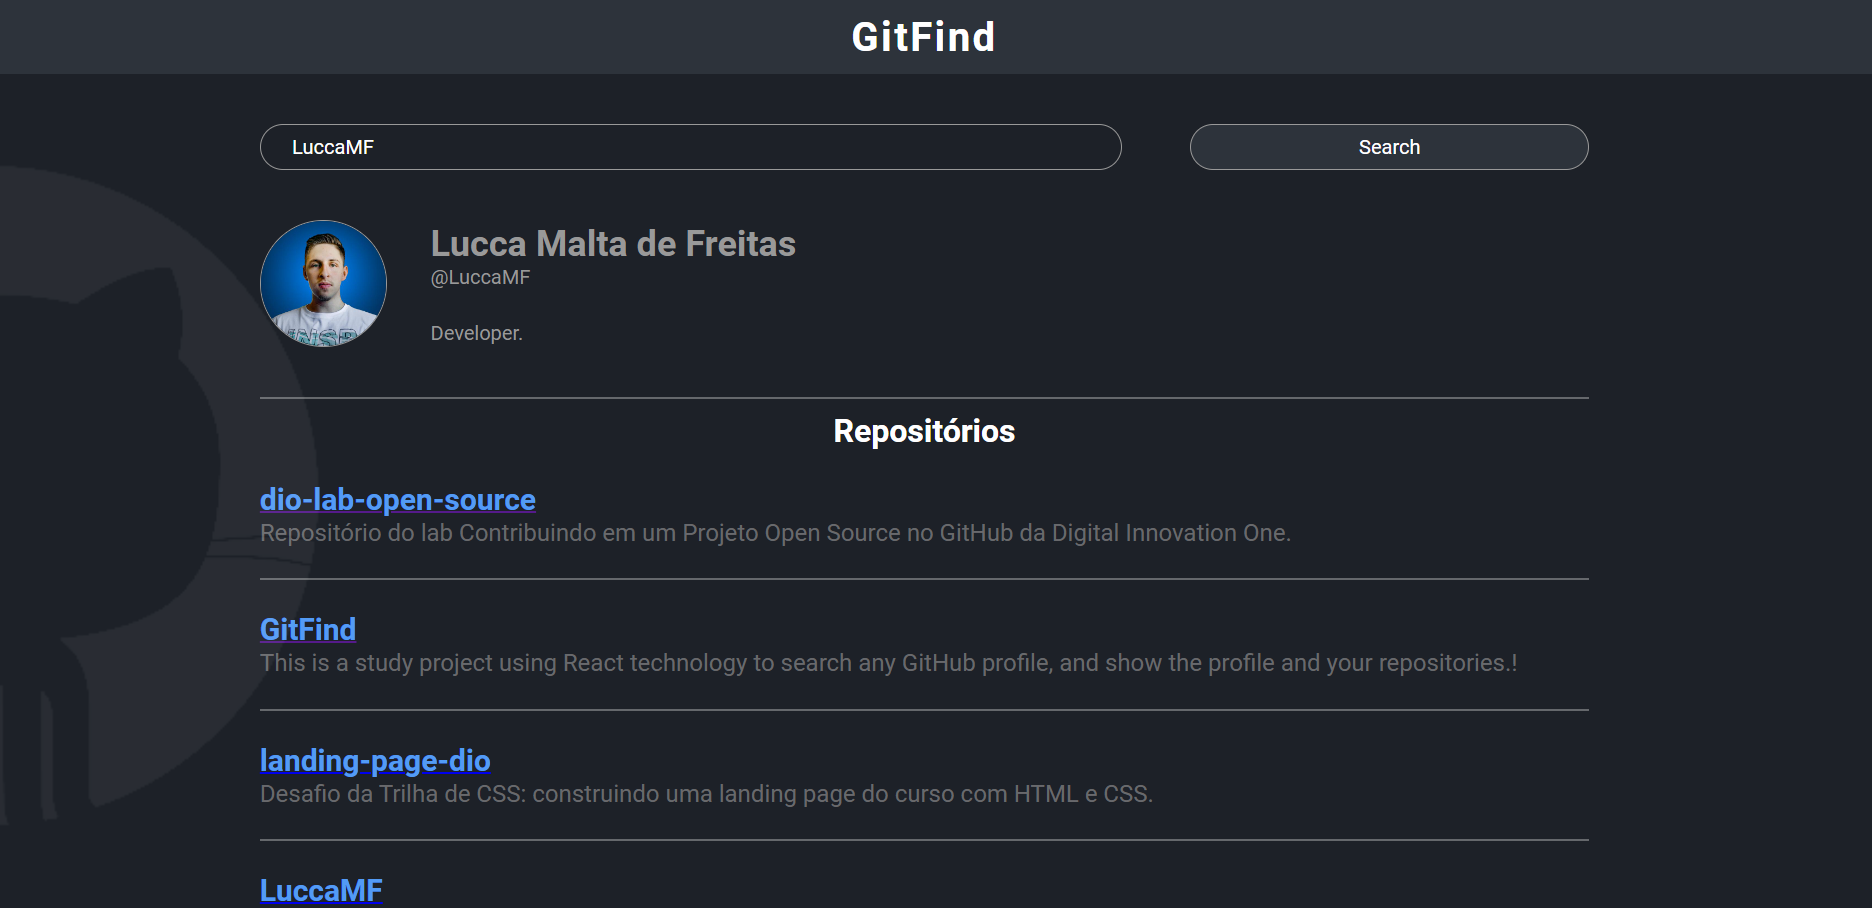 GitFind
LuccaMF
Search
Lucca Malta de Freitas
@LuccaMF
Developer.
Repositórios
dio-lab-open-source
Repositório do lab Contribuindo em um Projeto Open Source no GitHub da Digital Innovation One.
GitFind
This is a study project using React technology to search any GitHub profile, and show the profile and your repositories.!
landing-page-dio
Desafio da Trilha de CSS: construindo uma landing page do curso com HTML e CSS.
LuccaMF